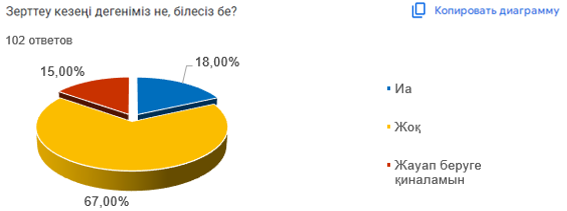 Зерттеу кезеңі дегеніміз не, білесіз бе?
Копировать диаграмму
102 ответов
18,00%
15,00%
67,00%
Иа
Жоқ
Жауап беруге
қиналамын